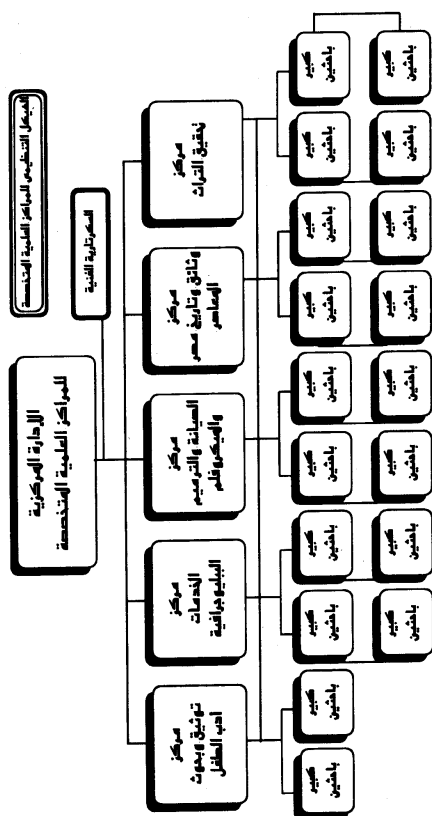 الهيكل التنظيمى للمراكز العلمية المتخصصة
الإدارة المركزية
للمراكز العلمية المتخصصة
السكرتارية الفنية
مركز
تحقيق التراث
مركز
وثائق وتاريخ مصر
المعاصر
مركز
الصيانة والترميم
والميكروفلم
مركز
الخدمات
الببليوجرافية
مركز
توثيق وبحوث
ادب الطفل
كبير
باحثين
كبير
باحثين
كبير
باحثين
كبير
باحثين
كبير
باحثين
كبير
باحثين
كبير
باحثين
كبير
باحثين
كبير
باحثين
كبير
باحثين
كبير
باحثين
كبير
باحثين
كبير
باحثين
كبير
باحثين
كبير
باحثين
كبير
باحثين
كبير
باحثين
كبير
باحثين